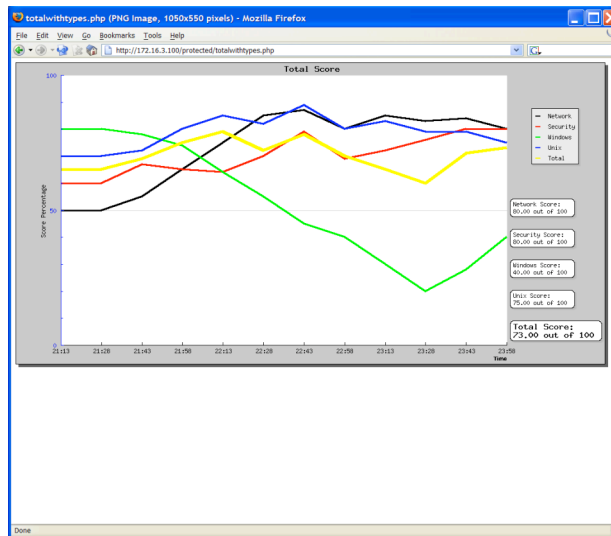 totalwithtypes.php (PNG Image, 1050x550 pixels) - Mozilla Firefox
File Edit View Go Bookmarks Tools Help
http://172.16.3.100/protected/totalwithtypes.php
G
Total Score
100
50
0
Score Percentage
21:13 21:28 21:43 21:58 22:13 22:28 22:43 22:58 23:13 23:28 23:43 23:58
Time
Network
Security
Windows
Unix
Total
Network Score:
80.00 out of 100
Security Score:
80.00 out of 100
Windows Score:
40.00 out of 100
Unix Score:
75.00 out of 100
Total Score:
73.00 out of 100
Done